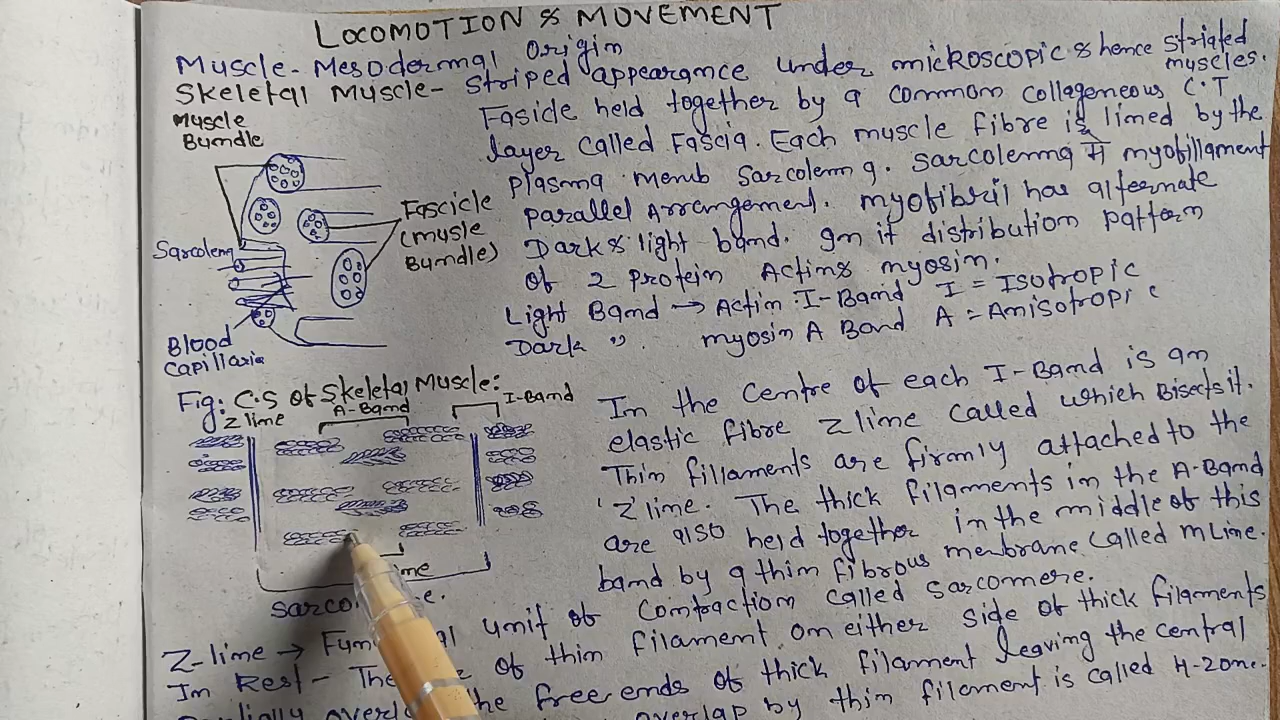 LOCOMOTION & MOVEMENT
Muscle - Mesodermal Origin
Skeletal Muscle - Striped appearance under microscopic & hence striated muscles.
Muscle
Bundle
Fasicle held together by a common collageneous C.T
layer called Fascia. Each muscle fibre is lined by the
plasma memb sarcolemma. Sarcolemma में myofillament
parallel Arrangement. myofibril has alternate
Dark & light band. In it distribution pattern
of 2 protein Actin & myosin.
Light Band → Actin I-Band I = Isotropic
Dark " myosin A Band A = Anisotropic
Fascicle
(musle
Bundle)
Sarcolem
Blood
Capillaries
Fig: C.S of Skeletal Muscle:
Z line
A-Band
I-Band
In the centre of each I-Band is an
elastic fibre Z line called which Bisects it.
Thin fillaments are firmly attached to the
'Z' line. The thick filaments in the A-Band
are also held together in the middle of this
band by a thin fibrous membrane called M Line.
Sarco
Z-line → unit of contraction called sarcomere.
In Rest - The of thin filament on either side of thick filaments
the free ends of thick filament leaving the central
overlap by thin filament is called H-zone.